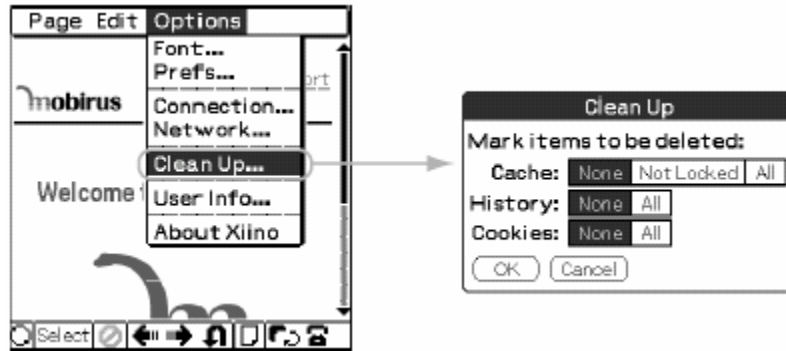 Page Edit Options
Font...
Prefs...
ort
mobirus
Connection...
Network...
Clean Up...
Welcome
User Info...
About Xiino
Select
Clean Up
Mark items to be deleted:
Cache: None Not Locked All
History: None All
Cookies: None All
OK Cancel